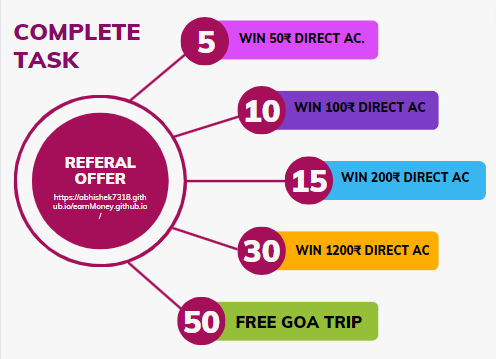 COMPLETE
TASK
5
WIN 50₹ DIRECT AC.
10
WIN 100₹ DIRECT AC
REFERAL
OFFER
https://abhishek7318.gith
ub.io/earnMoney.github.io
/
15
WIN 200₹ DIRECT AC
30
WIN 1200₹ DIRECT AC
50
FREE GOA TRIP